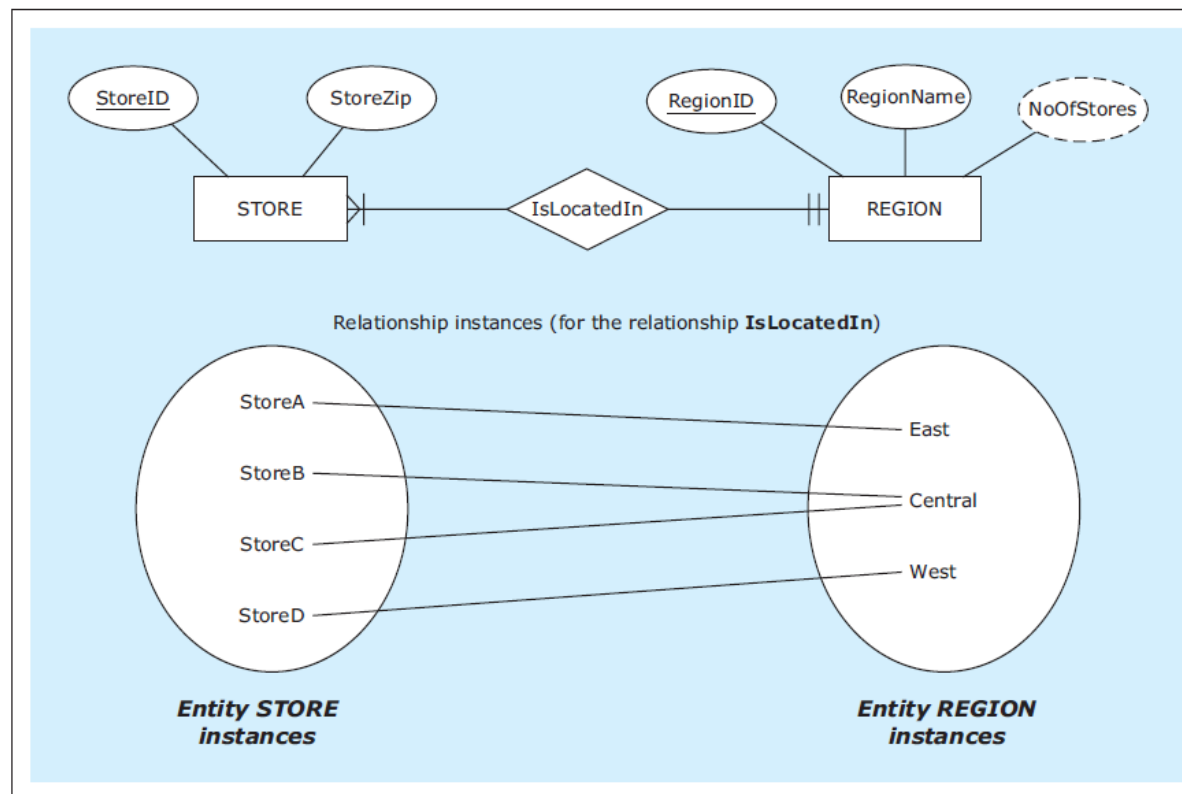 StoreID
StoreZip
RegionID
RegionName
NoOfStores
STORE
IsLocatedIn
REGION
Relationship instances (for the relationship IsLocatedIn)
StoreA
East
StoreB
Central
StoreC
West
StoreD
Entity STORE
instances
Entity REGION
instances